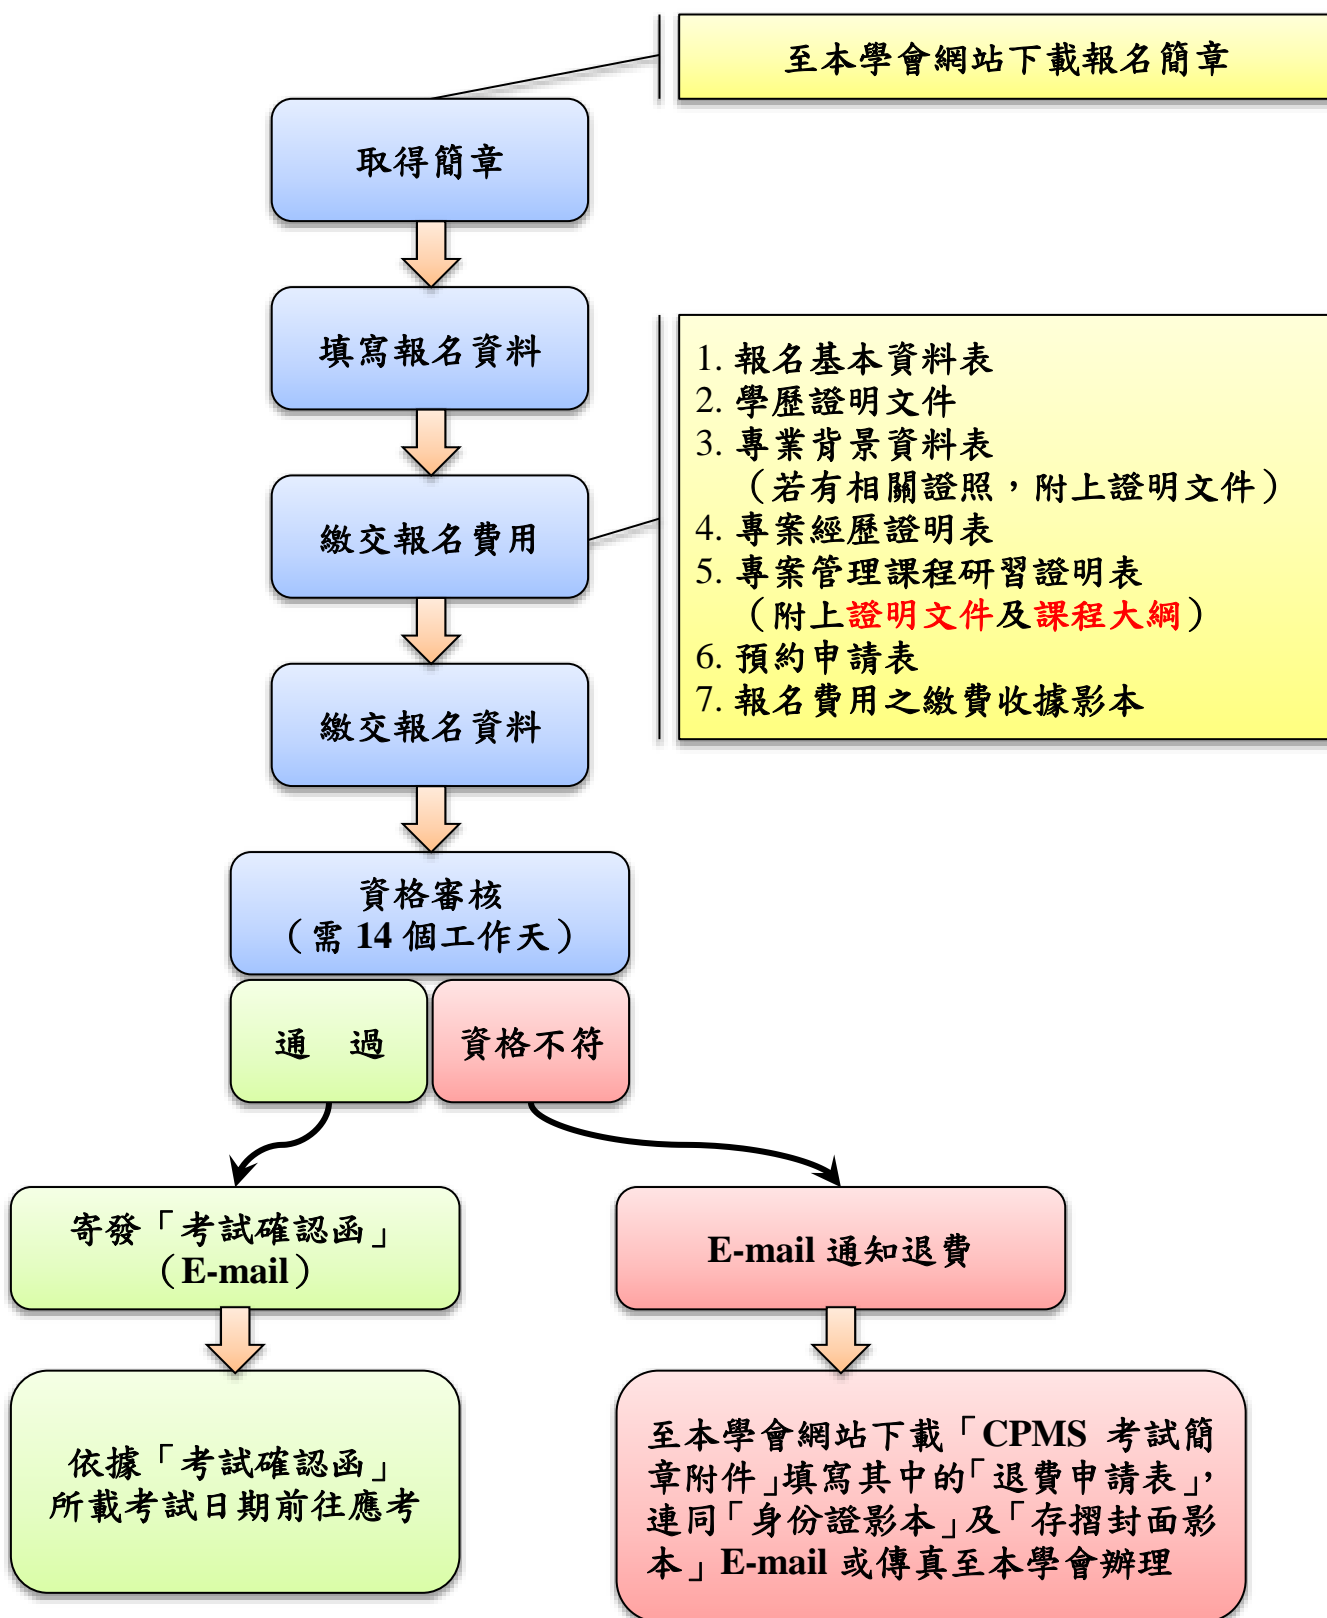 至本學會網站下載報名簡章
取得簡章
填寫報名資料
繳交報名費用
1. 報名基本資料表
2. 學歷證明文件
3. 專業背景資料表
（若有相關證照，附上證明文件）
4. 專案經歷證明表
5. 專案管理課程研習證明表
（附上證明文件及課程大綱）
6. 預約申請表
7. 報名費用之繳費收據影本
繳交報名資料
資格審核
（需 14 個工作天）
通　過
資格不符
寄發「考試確認函」
（E-mail）
E-mail 通知退費
依據「考試確認函」
所載考試日期前往應考
至本學會網站下載「CPMS 考試簡
章附件」填寫其中的「退費申請表」，
連同「身份證影本」及「存摺封面影
本」E-mail 或傳真至本學會辦理